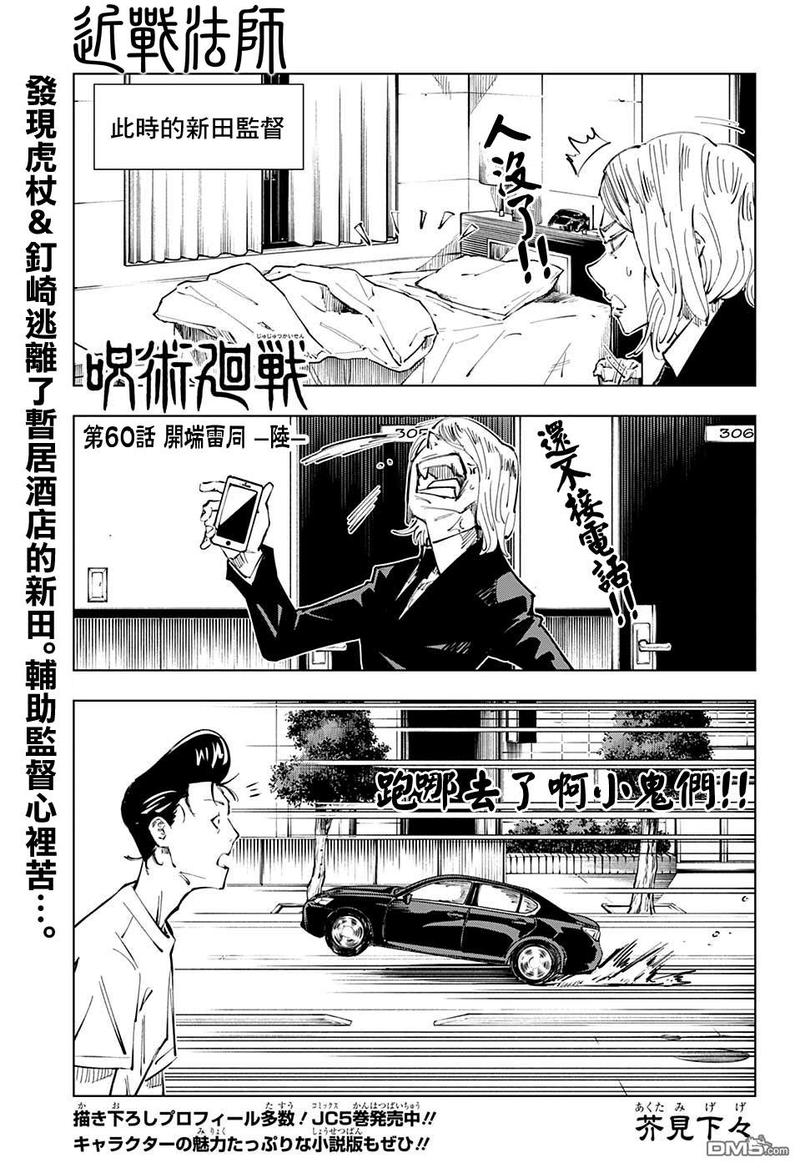 近戰法師
此時的新田監督
人沒了!!
發現虎杖&釘崎逃離了暫居酒店的新田。輔助監督心裡苦…。
じゅじゅつかいせん
呪術廻戦
第60話 開端雷同 —陸—
305
306
還不接電話!!
跑哪去了啊小鬼們!!
描き下ろしプロフィール多数!JC5巻発売中!!
キャラクターの魅力たっぷりな小説版もぜひ!!
あくたみげげ
芥見下々
DM5.com